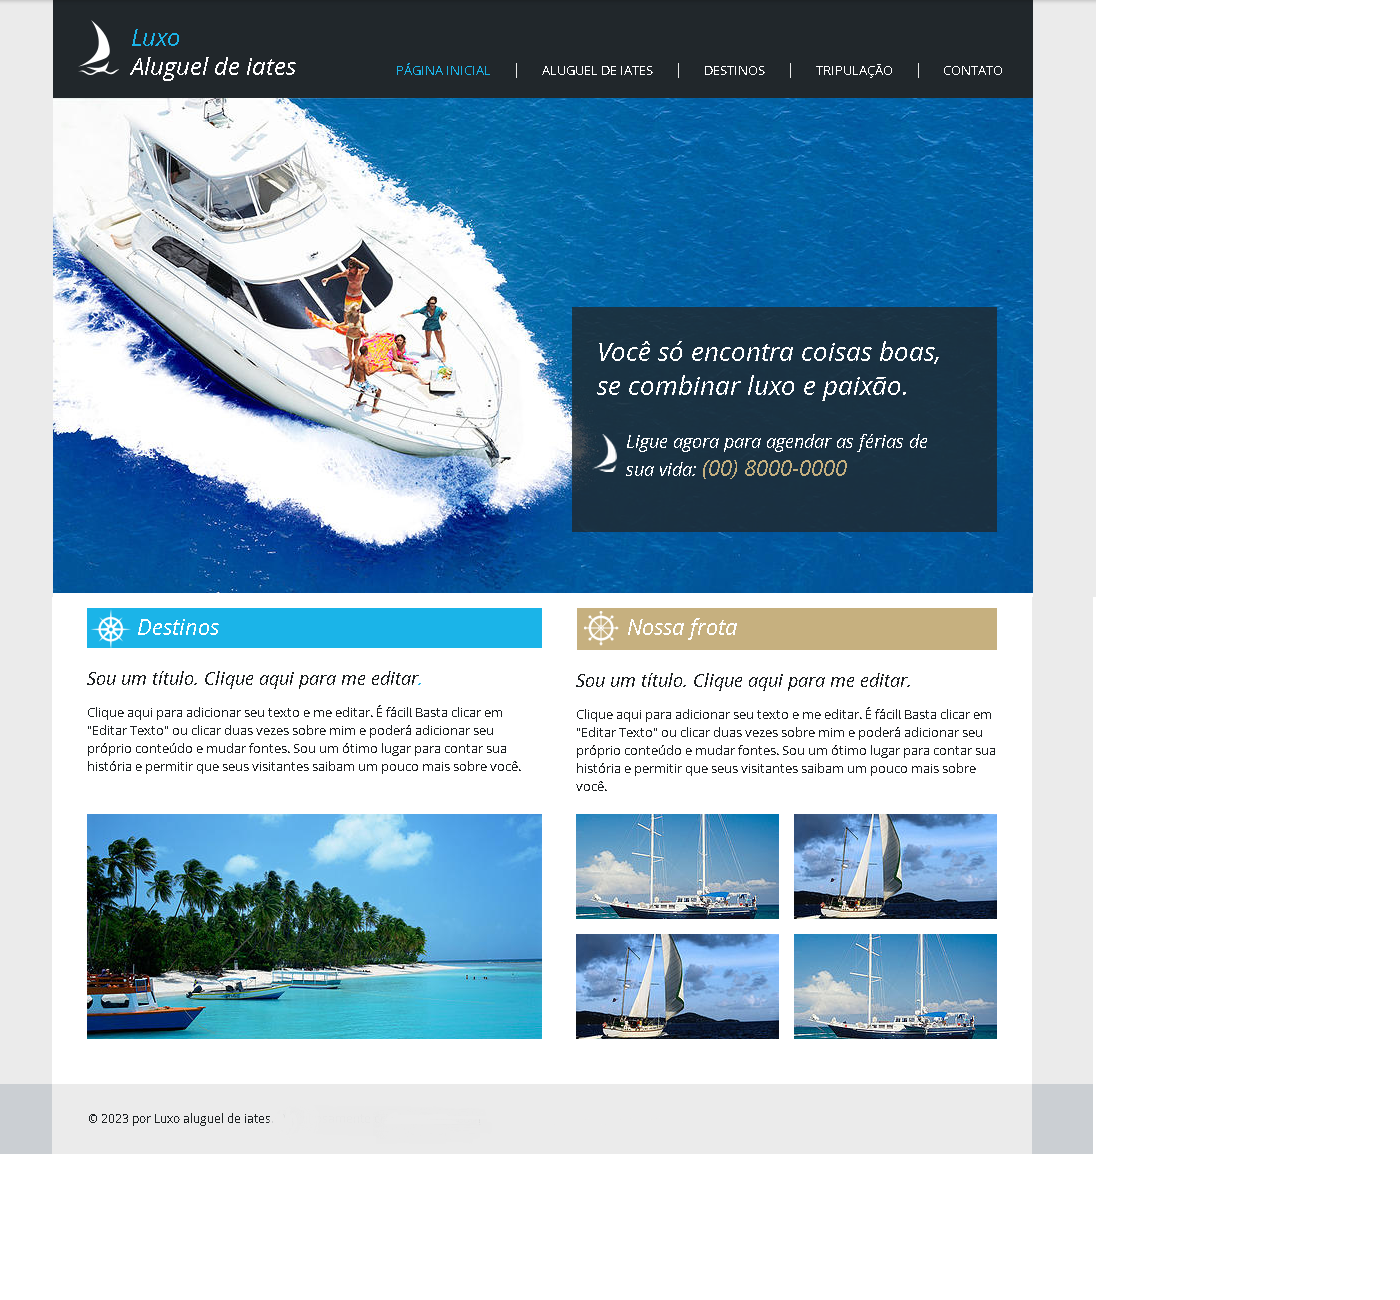 Luxo
Aluguel de iates
PÁGINA INICIAL | ALUGUEL DE IATES | DESTINOS | TRIPULAÇÃO | CONTATO
Você só encontra coisas boas,
se combinar luxo e paixão.
Ligue agora para agendar as férias de
sua vida: (00) 8000-0000
Destinos
Sou um título. Clique aqui para me editar.
Clique aqui para adicionar seu texto e me editar. É fácil! Basta clicar em
"Editar Texto" ou clicar duas vezes sobre mim e poderá adicionar seu
próprio conteúdo e mudar fontes. Sou um ótimo lugar para contar sua
história e permitir que seus visitantes saibam um pouco mais sobre você.
Nossa frota
Sou um título. Clique aqui para me editar.
Clique aqui para adicionar seu texto e me editar. É fácil! Basta clicar em
"Editar Texto" ou clicar duas vezes sobre mim e poderá adicionar seu
próprio conteúdo e mudar fontes. Sou um ótimo lugar para contar sua
história e permitir que seus visitantes saibam um pouco mais sobre
você.
© 2023 por Luxo aluguel de iates.